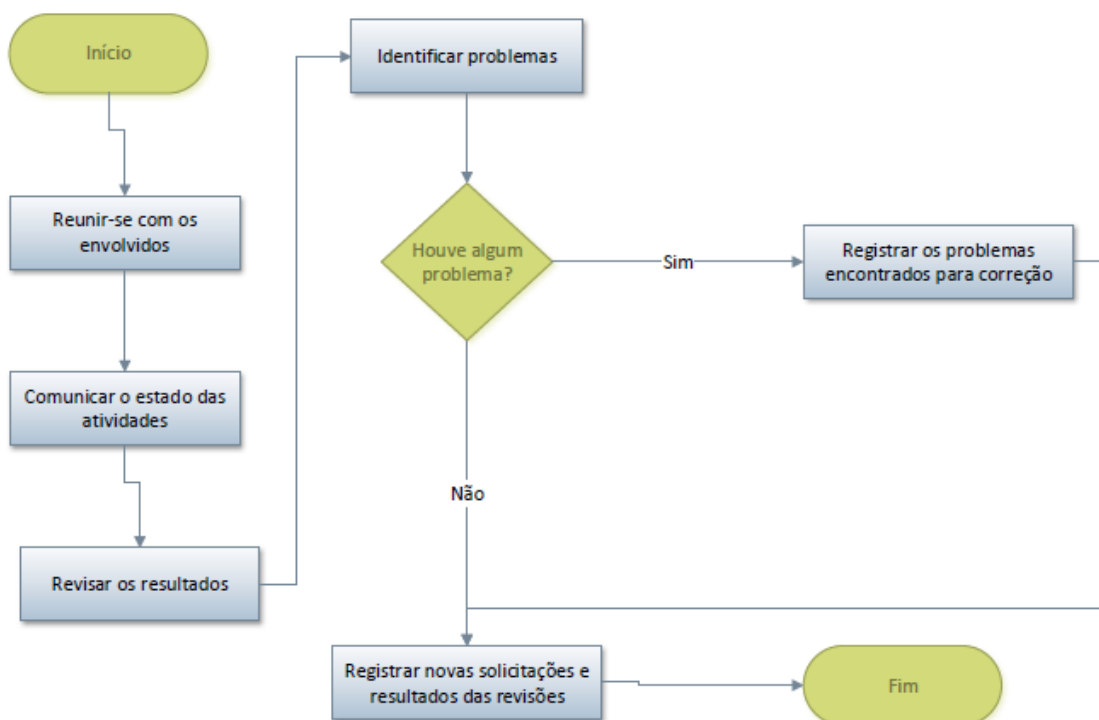 Início
Reunir-se com os
envolvidos
Comunicar o estado das
atividades
Revisar os resultados
Identificar problemas
Houve algum
problema?
Sim
Registrar os problemas
encontrados para correção
Não
Registrar novas solicitações e
resultados das revisões
Fim